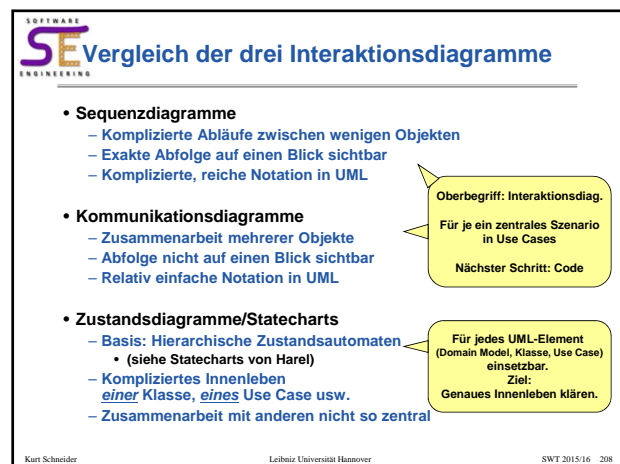 SOFTWARE
SE
ENGINEERING
Vergleich der drei Interaktionsdiagramme
• Sequenzdiagramme
– Komplizierte Abläufe zwischen wenigen Objekten
– Exakte Abfolge auf einen Blick sichtbar
– Komplizierte, reiche Notation in UML
Oberbegriff: Interaktionsdiag.
Für je ein zentrales Szenario
in Use Cases
Nächster Schritt: Code
• Kommunikationsdiagramme
– Zusammenarbeit mehrerer Objekte
– Abfolge nicht auf einen Blick sichtbar
– Relativ einfache Notation in UML
• Zustandsdiagramme/Statecharts
– Basis: Hierarchische Zustandsautomaten
• (siehe Statecharts von Harel)
– Kompliziertes Innenleben
einer Klasse, eines Use Case usw.
– Zusammenarbeit mit anderen nicht so zentral
Für jedes UML-Element
(Domain Model, Klasse, Use Case)
einsetzbar.
Ziel:
Genaues Innenleben klären.
Kurt Schneider
Leibniz Universität Hannover
SWT 2015/16 208